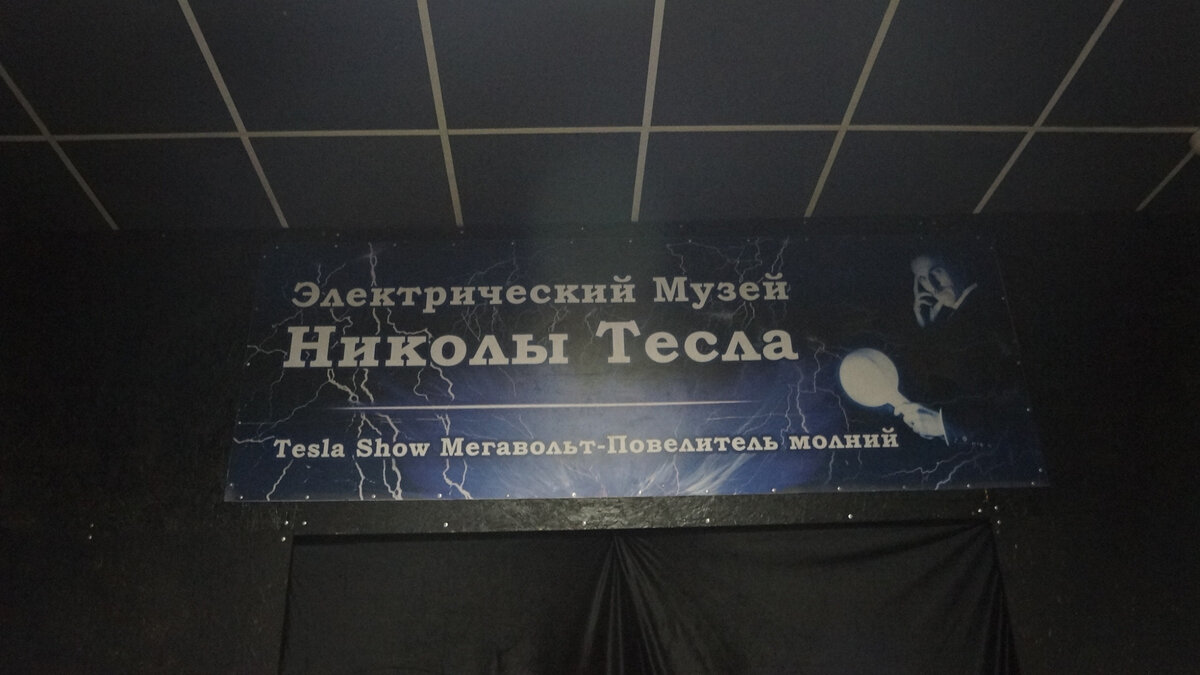 Электрический Музей
Николы Тесла
Tesla Show Мегавольт-Повелитель молний